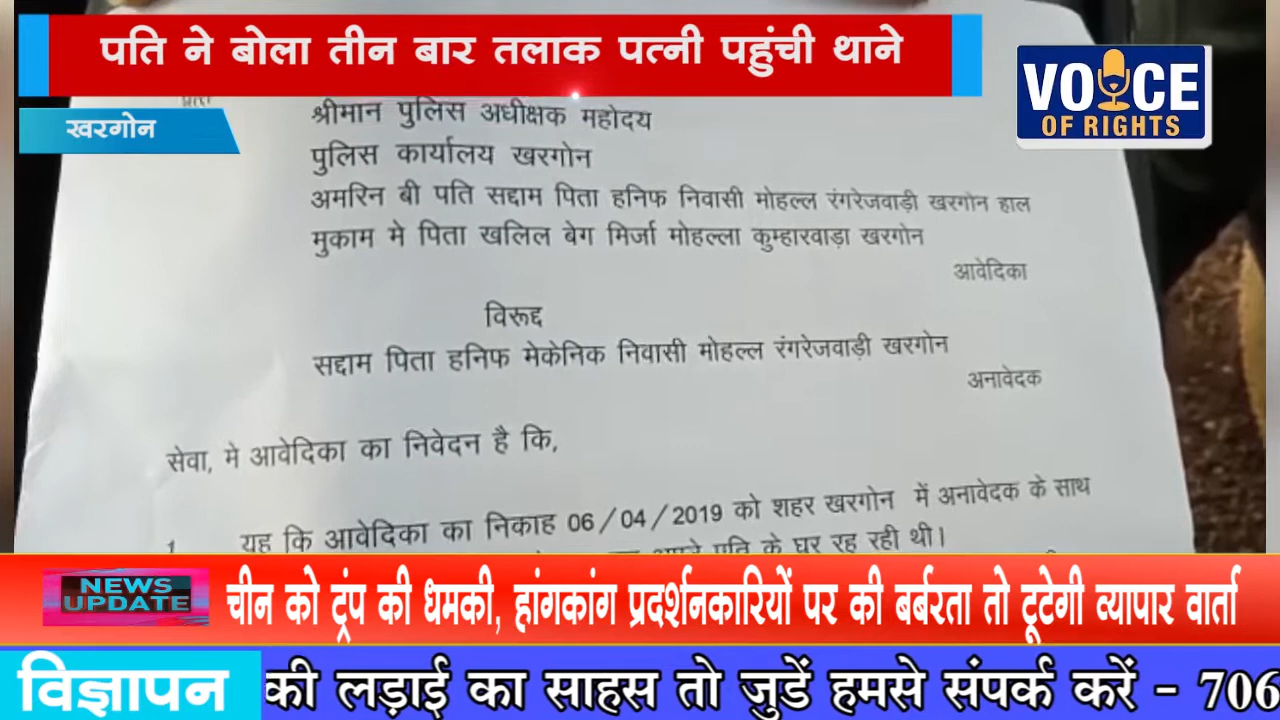 पति ने बोला तीन बार तलाक पत्नी पहुंची थाने
खरगोन
VOICE
OF RIGHTS
श्रीमान पुलिस अधीक्षक महोदय
पुलिस कार्यालय खरगोन
अमरिन बी पति सद्दाम पिता हनिफ निवासी मोहल्ल रंगरेजवाड़ी खरगोन हाल
मुकाम मे पिता खलिल बेग मिर्जा मोहल्ला कुम्हारवाड़ा खरगोन
आवेदिका
विरूद्द
सद्दाम पिता हनिफ मेकेनिक निवासी मोहल्ल रंगरेजवाड़ी खरगोन
अनावेदक
सेवा, मे आवेदिका का निवेदन है कि,
1 यह कि आवेदिका का निकाह 06/04/2019 को शहर खरगोन में अनावेदक के साथ
अपने पति के घर रह रही थी।
NEWS
UPDATE
चीन को ट्रंप की धमकी, हांगकांग प्रदर्शनकारियों पर की बर्बरता तो टूटेगी व्यापार वार्ता
विज्ञापन
की लड़ाई का साहस तो जुडें हमसे संपर्क करें - 706